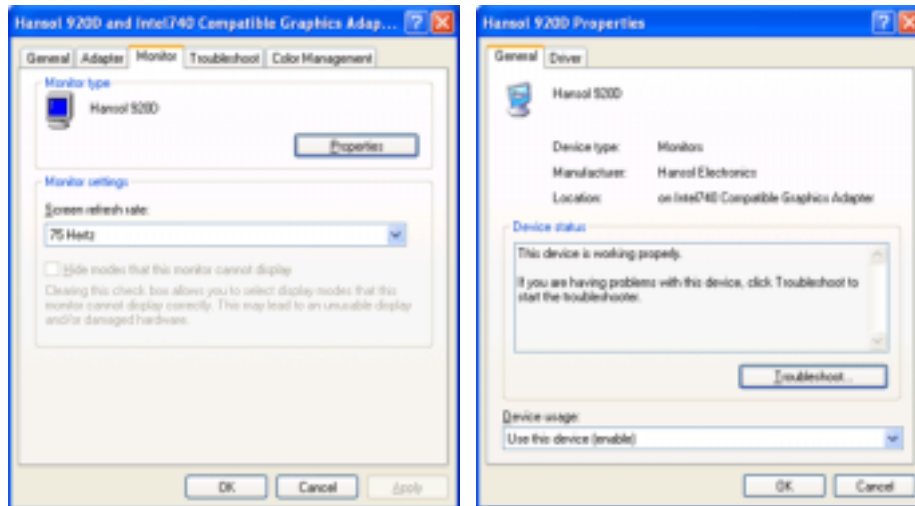 Hansol 920D and Intel740 Compatible Graphics Adap...
General Adapter Monitor Troubleshoot Color Management
Monitor type
Hansol 920D
Properties
Monitor settings
Screen refresh rate:
75 Hertz
Hide modes that this monitor cannot display
Clearing this check box allows you to select display modes that this
monitor cannot display correctly. This may lead to an unusable display
and/or damaged hardware.
OK Cancel Apply
Hansol 920D Properties
General Driver
Hansol 920D
Device type: Monitors
Manufacturer: Hansol Electronics
Location: on Intel740 Compatible Graphics Adapter
Device status
This device is working properly.
If you are having problems with this device, click Troubleshoot to
start the troubleshooter.
Troubleshoot...
Device usage:
Use this device (enable)
OK Cancel